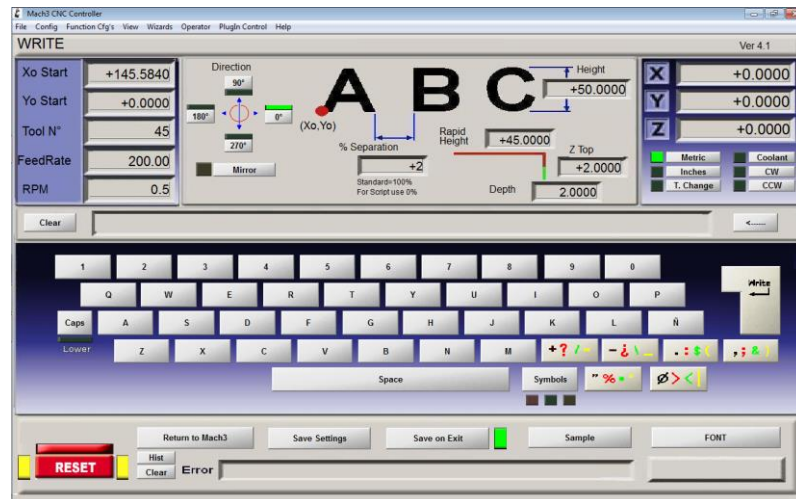 Mach3 CNC Controller
File Config Function Cfg's View Wizards Operator PlugIn Control Help
WRITE
Ver 4.1
Xo Start +145.5840
Yo Start +0.0000
Tool N° 45
FeedRate 200.00
RPM 0.5
Direction
90°
180°
0°
270°
Mirror
A B C
(Xo,Yo)
Height
+50.0000
% Separation
+2
Standard=100%
For Script use 0%
Rapid
Height
+45.0000
Z Top
+2.0000
Depth
2.0000
X +0.0000
Y +0.0000
Z +0.0000
Metric Coolant
Inches CW
T. Change CCW
Clear
<......
1 2 3 4 5 6 7 8 9 0
Q W E R T Y U I O P
Write
Caps A S D F G H J K L Ñ
Lower
Z X C V B N M + ? / - ¿ \ _ . : $ ( , ; & )
Space
Symbols
" %
Ø > < |
Return to Mach3 Save Settings Save on Exit Sample FONT
RESET
Hist
Clear
Error